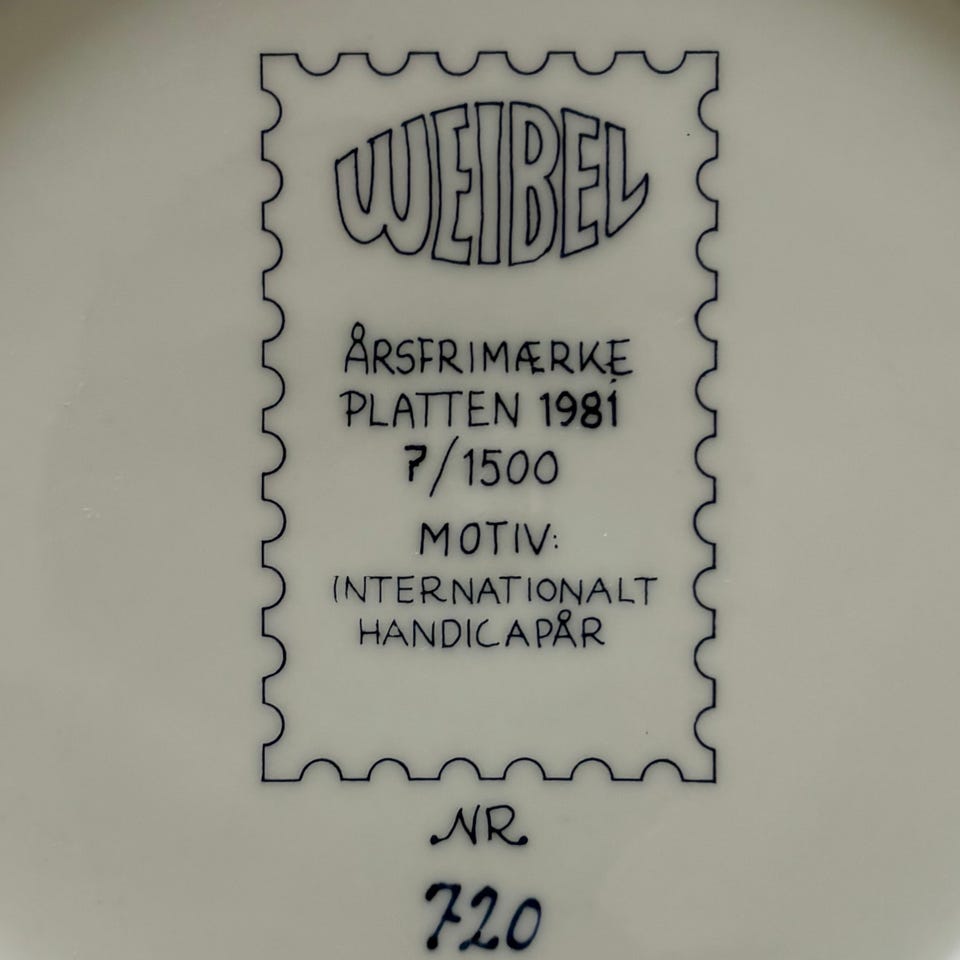 WEIBEL
ÅRSFRIMÆRKE
PLATTEN 1981
7/1500
MOTIV:
INTERNATIONALT
HANDICAPÅR
NR
720